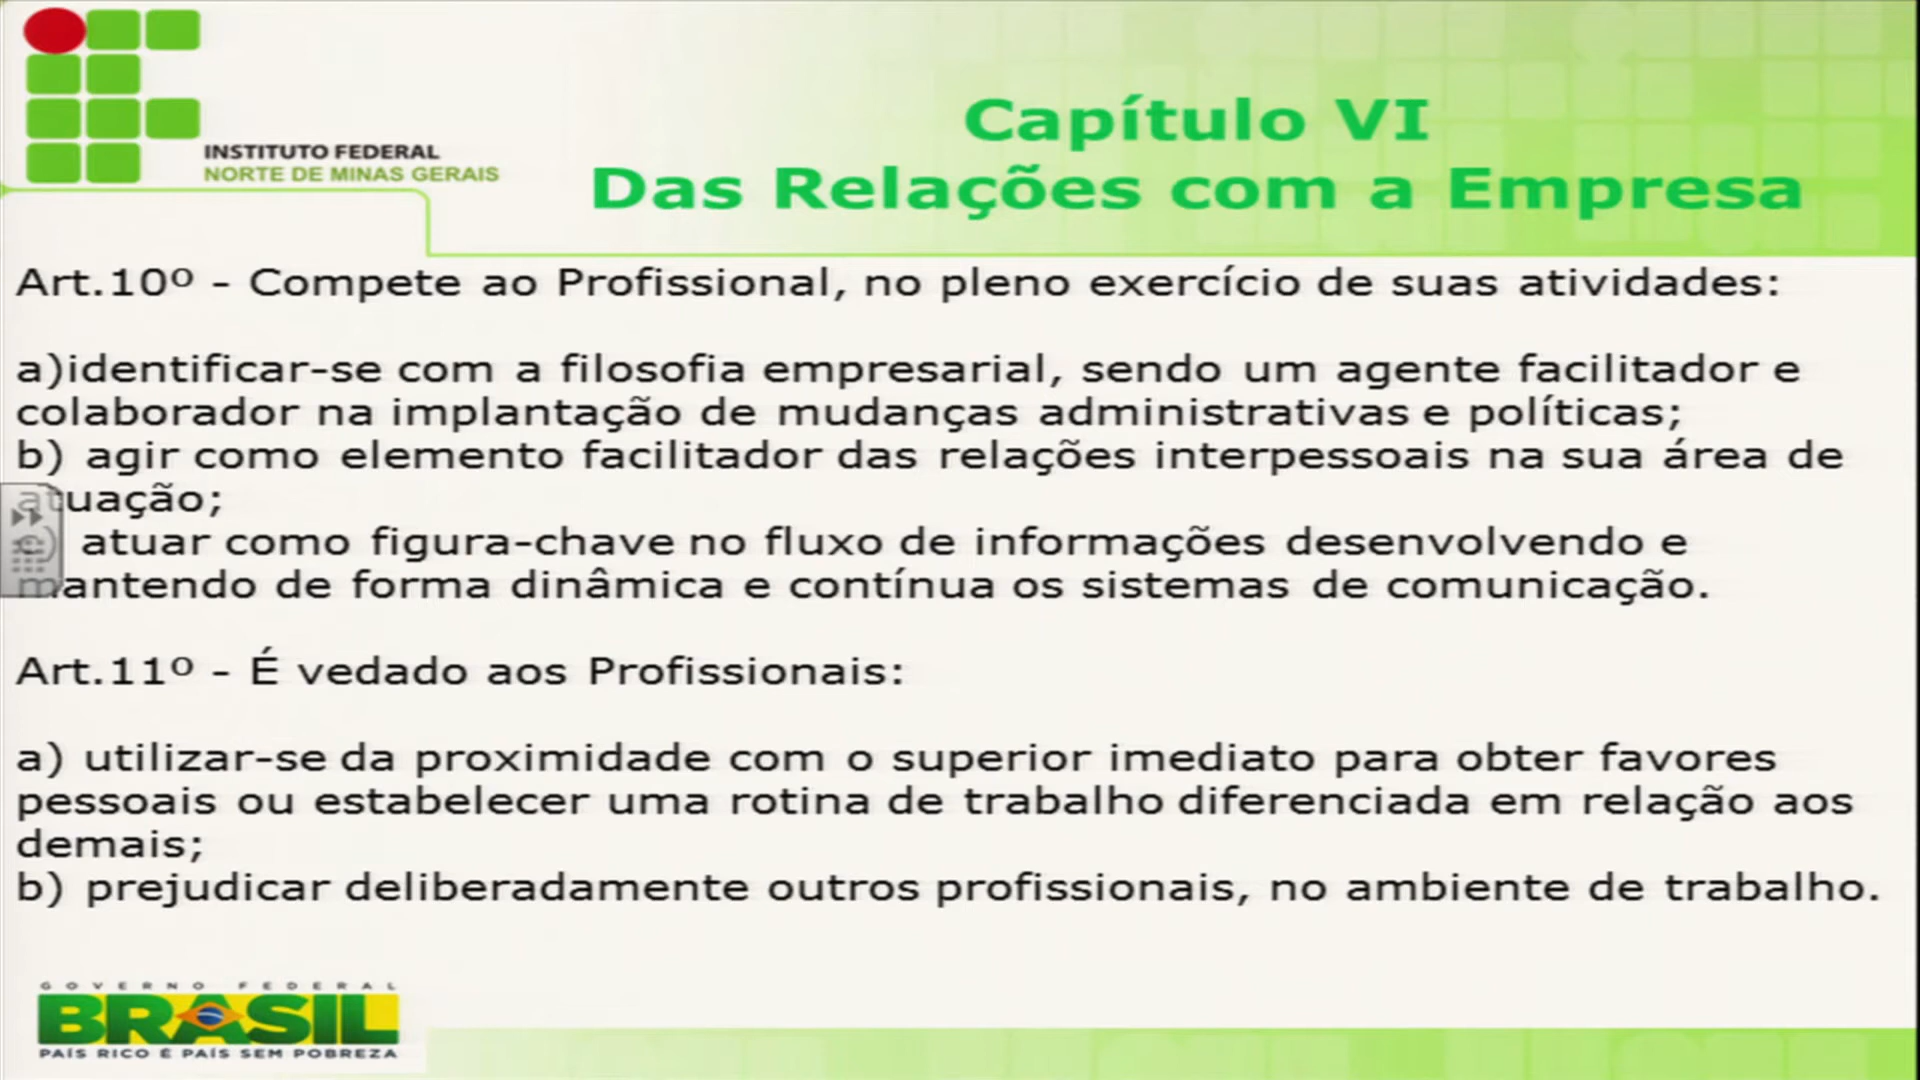 INSTITUTO FEDERAL
NORTE DE MINAS GERAIS
Capítulo VI
Das Relações com a Empresa
Art.10º - Compete ao Profissional, no pleno exercício de suas atividades:
a)identificar-se com a filosofia empresarial, sendo um agente facilitador e
colaborador na implantação de mudanças administrativas e políticas;
b) agir como elemento facilitador das relações interpessoais na sua área de
atuação;
atuar como figura-chave no fluxo de informações desenvolvendo e
mantendo de forma dinâmica e contínua os sistemas de comunicação.
Art.11º - É vedado aos Profissionais:
a) utilizar-se da proximidade com o superior imediato para obter favores
pessoais ou estabelecer uma rotina de trabalho diferenciada em relação aos
demais;
b) prejudicar deliberadamente outros profissionais, no ambiente de trabalho.
GOVERNO FEDERAL
BRASIL
PAÍS RICO É PAÍS SEM POBREZA